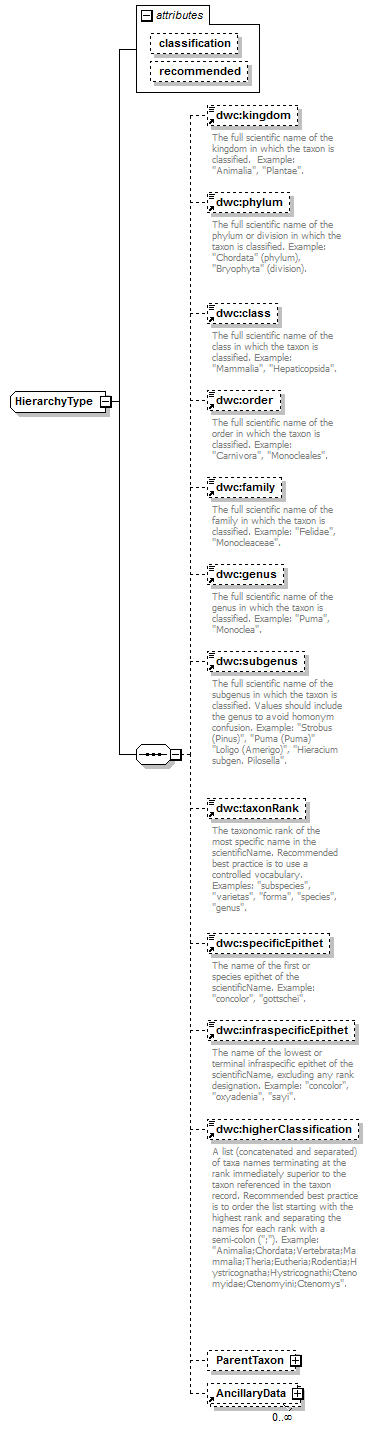 attributes
classification
recommended
dwc:kingdom
The full scientific name of the
kingdom in which the taxon is
classified.  Example:
"Animalia", "Plantae".
dwc:phylum
The full scientific name of the
phylum or division in which the
taxon is classified. Example:
"Chordata" (phylum),
"Bryophyta" (division).
dwc:class
The full scientific name of the
class in which the taxon is
classified. Example:
"Mammalia", "Hepaticopsida".
HierarchyType
dwc:order
The full scientific name of the
order in which the taxon is
classified. Example:
"Carnivora", "Monocleales".
dwc:family
The full scientific name of the
family in which the taxon is
classified. Example: "Felidae",
"Monocleaceae".
dwc:genus
The full scientific name of the
genus in which the taxon is
classified. Example: "Puma",
"Monoclea".
dwc:subgenus
The full scientific name of the
subgenus in which the taxon is
classified. Values should include
the genus to avoid homonym
confusion. Example: "Strobus
(Pinus)", "Puma (Puma)"
"Loligo (Amerigo)", "Hieracium
subgen. Pilosella".
dwc:taxonRank
The taxonomic rank of the
most specific name in the
scientificName. Recommended
best practice is to use a
controlled vocabulary.
Examples: "subspecies",
"varietas", "forma", "species",
"genus".
dwc:specificEpithet
The name of the first or
species epithet of the
scientificName. Example:
"concolor", "gottschei".
dwc:infraspecificEpithet
The name of the lowest or
terminal infraspecific epithet of the
scientificName, excluding any rank
designation. Example: "concolor",
"oxyadenia", "sayi".
dwc:higherClassification
A list (concatenated and separated)
of taxa names terminating at the
rank immediately superior to the
taxon referenced in the taxon
record. Recommended best practice
is to order the list starting with the
highest rank and separating the
names for each rank with a
semi-colon (";"). Example:
"Animalia;Chordata;Vertebrata;Ma
mmalia;Theria;Eutheria;Rodentia;H
ystricognatha;Hystricognathi;Cteno
myidae;Ctenomyini;Ctenomys".
ParentTaxon
AncillaryData
0..∞